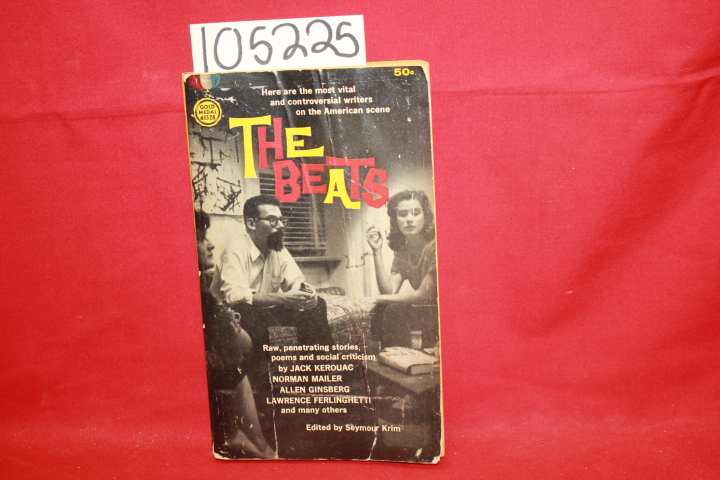 105225
50¢.
Here are the most vital
and controversial writers
on the American scene
GOLD
MEDAL
d1328
THE
BEATS
Raw, penetrating stories,
poems and social criticism
by JACK KEROUAC
NORMAN MAILER
ALLEN GINSBERG
LAWRENCE FERLINGHETTI
and many others
Edited by Seymour Krim